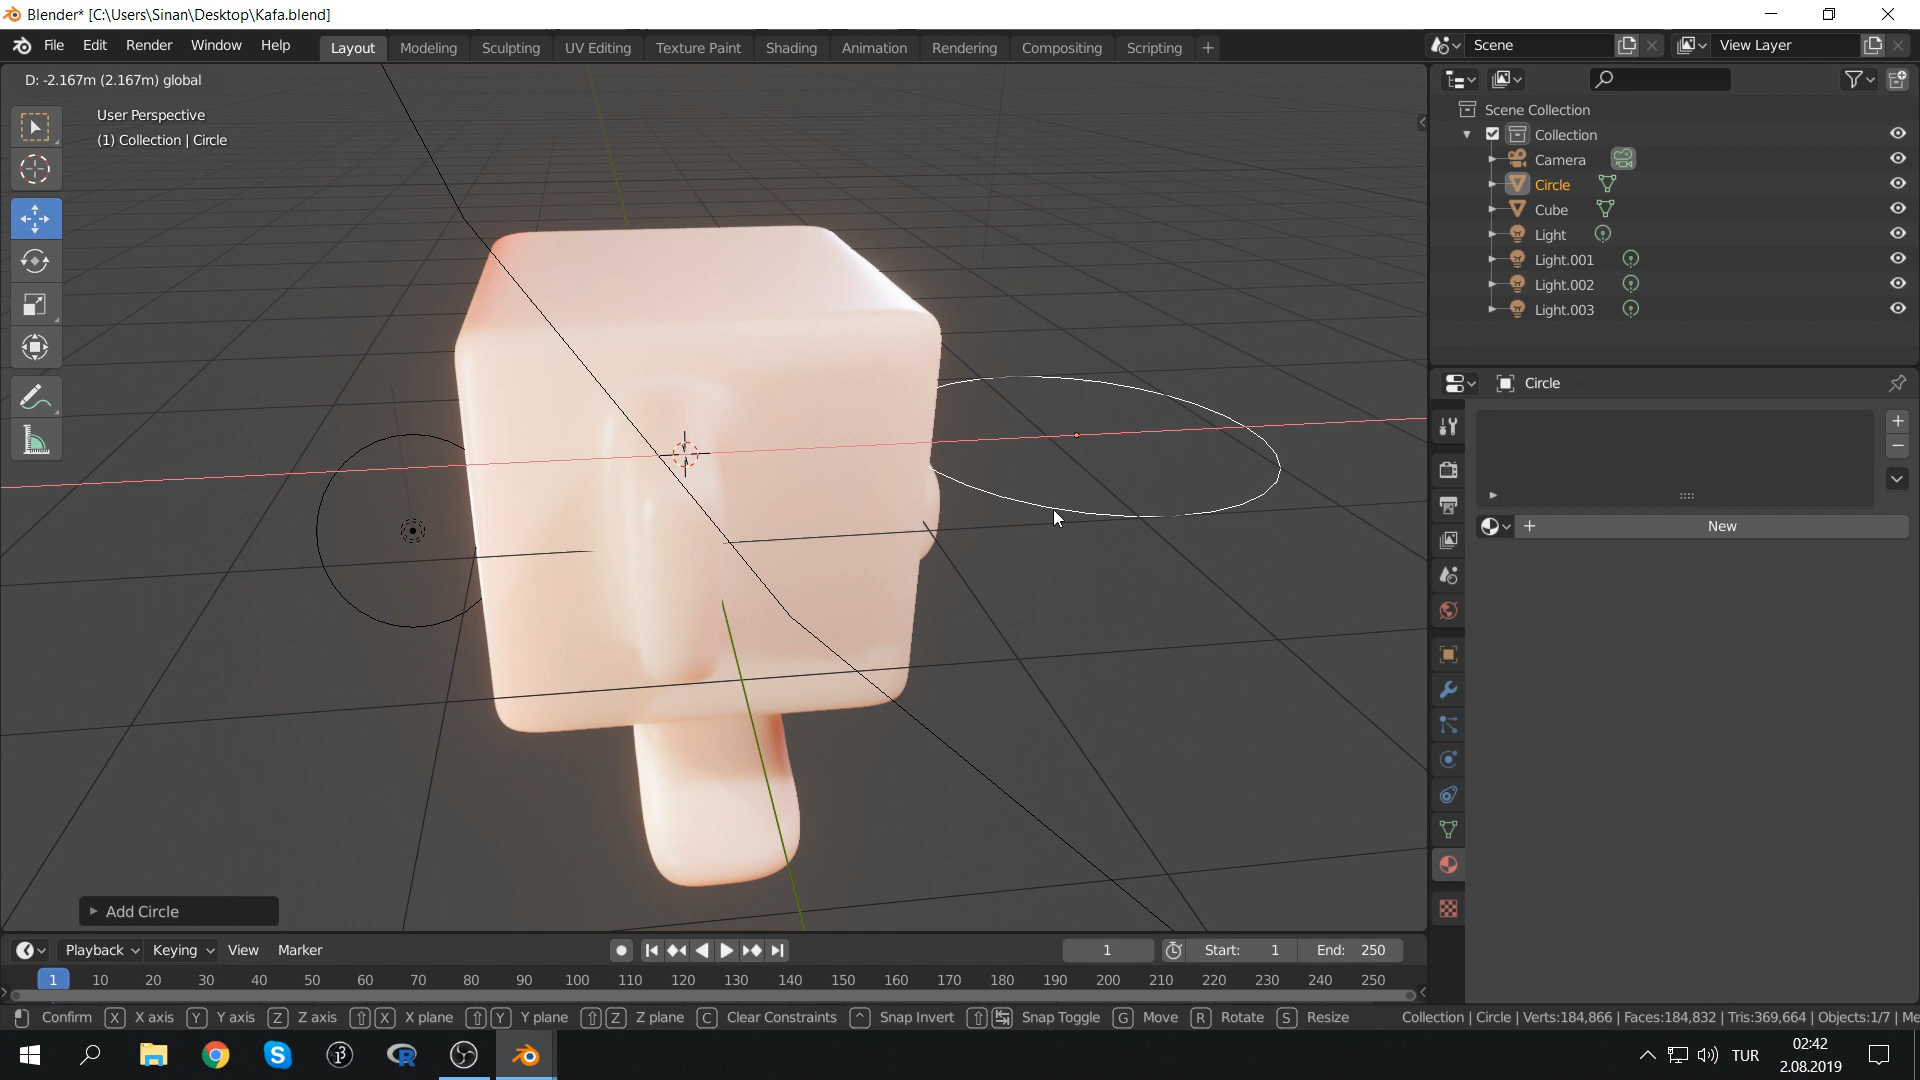 Blender* [C:\Users\Sinan\Desktop\Kafa.blend]
File Edit Render Window Help
Layout Modeling Sculpting UV Editing Texture Paint Shading Animation Rendering Compositing Scripting +
Scene
View Layer
D: -2.167m (2.167m) global
User Perspective
(1) Collection | Circle
Scene Collection
Collection
Camera
Circle
Cube
Light
Light.001
Light.002
Light.003
Circle
New
Add Circle
Playback Keying View Marker
1
Start: 1
End: 250
1 10 20 30 40 50 60 70 80 90 100 110 120 130 140 150 160 170 180 190 200 210 220 230 240 250
Confirm X X axis Y Y axis Z Z axis X X plane Y Y plane Z Z plane C Clear Constraints ^ Snap Invert Snap Toggle G Move R Rotate S Resize
Collection | Circle | Verts:184,866 | Faces:184,832 | Tris:369,664 | Objects:1/7 | Me
TUR
02:42
2.08.2019